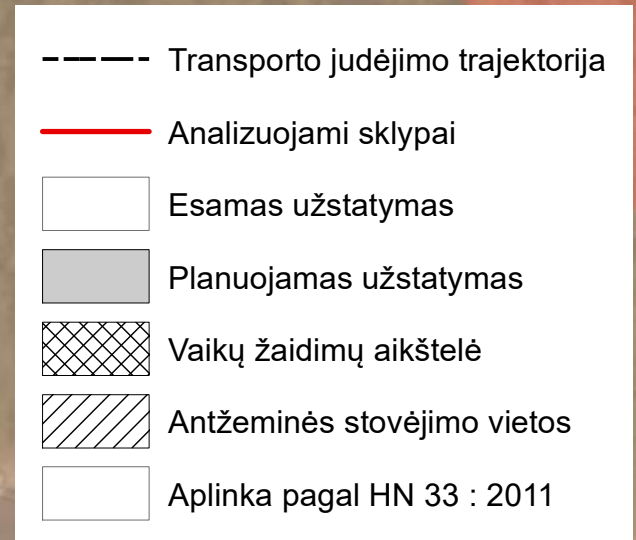 Transporto judėjimo trajektorija
Analizuojami sklypai
Esamas užstatymas
Planuojamas užstatymas
Vaikų žaidimų aikštelė
Antžeminės stovėjimo vietos
Aplinka pagal HN 33 : 2011